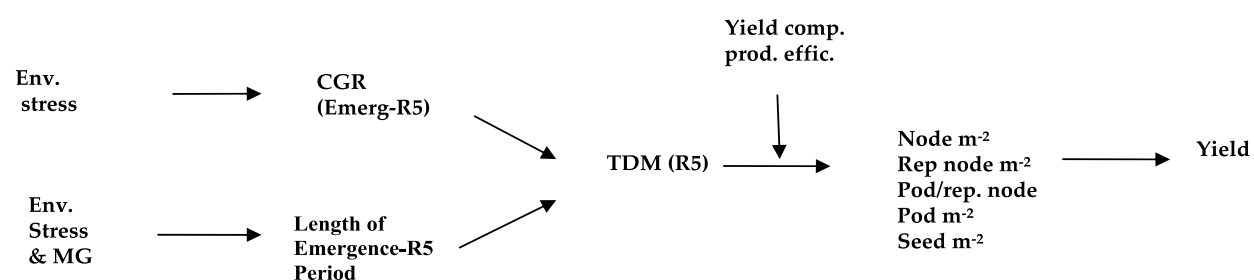 Yield comp.
prod. effic.
Env.
stress
CGR
(Emerg-R5)
TDM (R5)
Node m-2
Rep node m-2
Pod/rep. node
Pod m-2
Seed m-2
Yield
Env.
Stress
& MG
Length of
Emergence-R5
Period